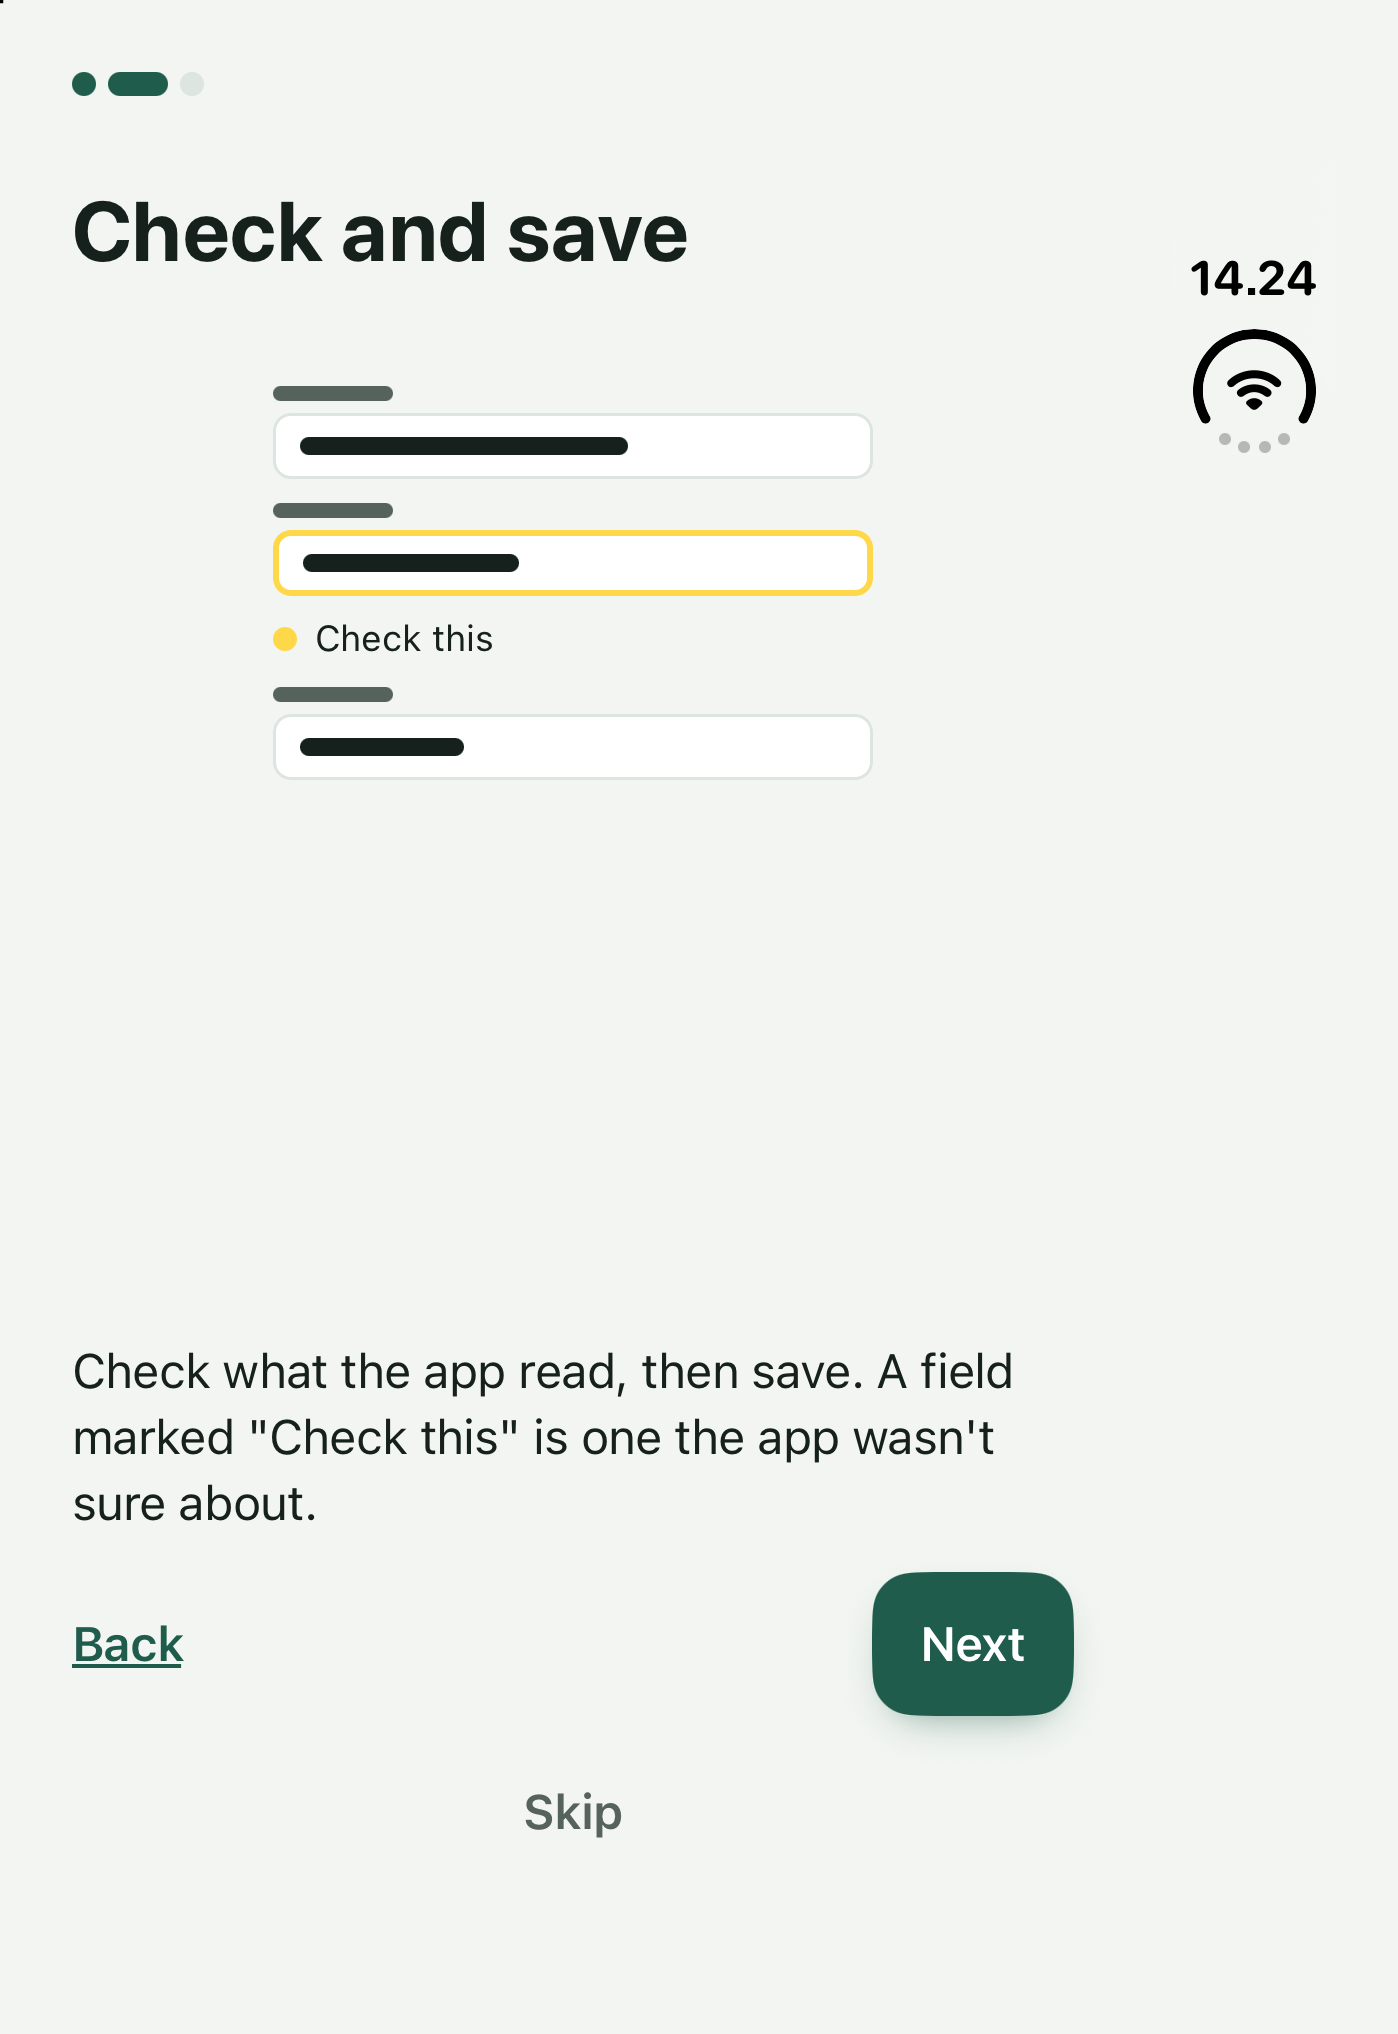 Check and save
14.24
Check this
Check what the app read, then save. A field
marked "Check this" is one the app wasn't
sure about.
Back
Next
Skip